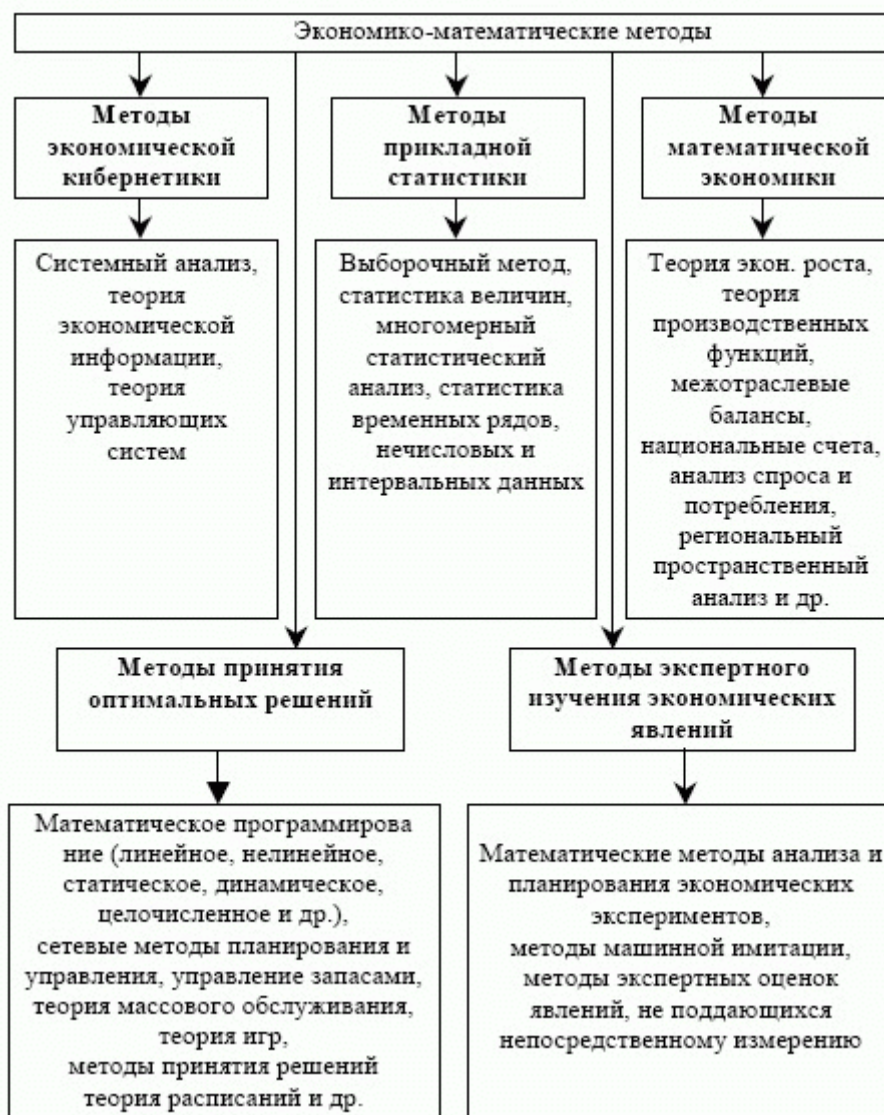 Экономико-математические методы
Методы
экономической
кибернетики
Методы
прикладной
статистики
Методы
математической
экономики
Системный анализ,
теория
экономической
информации,
теория
управляющих
систем
Выборочный метод,
статистика величин,
многомерный
статистический
анализ, статистика
временных рядов,
нечисловых и
интервальных данных
Теория экон. роста,
теория
производственных
функций,
межотраслевые
балансы,
национальные счета,
анализ спроса и
потребления,
региональный
пространственный
анализ и др.
Методы принятия
оптимальных решений
Методы экспертного
изучения экономических
явлений
Математическое программирова
ние (линейное, нелинейное,
статическое, динамическое,
целочисленное и др.),
сетевые методы планирования и
управления, управление запасами,
теория массового обслуживания,
теория игр,
методы принятия решений
теория расписаний и др.
Математические методы анализа и
планирования экономических
экспериментов,
методы машинной имитации,
методы экспертных оценок
явлений, не поддающихся
непосредственному измерению